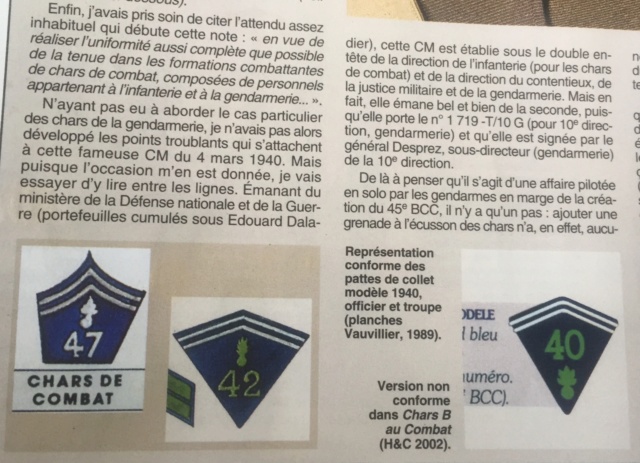 Enfin, j'avais pris soin de citer l'attendu assez
inhabituel qui débute cette note : « en vue de
réaliser l'uniformité aussi complète que possible
de la tenue dans les formations combattantes
de chars de combat, composées de personnels
appartenant à l'infanterie et à la gendarmerie... ».
N'ayant pas eu à aborder le cas particulier
des chars de la gendarmerie, je n'avais pas alors
développé les points troublants qui s'attachent
à cette fameuse CM du 4 mars 1940. Mais
puisque l'occasion m'en est donnée, je vais
essayer d'y lire entre les lignes. Émanant du
ministère de la Défense nationale et de la Guer-
re (portefeuilles cumulés sous Edouard Dala-
dier), cette CM est établie sous le double en-
tête de la direction de l'infanterie (pour les chars
de combat) et de la direction du contentieux, de
la justice militaire et de la gendarmerie. Mais en
fait, elle émane bel et bien de la seconde, puis-
qu'elle porte le n° 1 719 -T/10 G (pour 10e direc-
tion, gendarmerie) et qu'elle est signée par le
général Desprez, sous-directeur (gendarmerie)
de la 10e direction.
De là à penser qu'il s'agit d'une affaire pilotée
en solo par les gendarmes en marge de la créa-
tion du 45e BCC, il n'y a qu'un pas : ajouter une
grenade à l'écusson des chars n'a, en effet, aucu-
47
CHARS DE
COMBAT
42
Représentation
conforme des
pattes de collet
modèle 1940,
officier et troupe
(planches
Vauvillier, 1989).
Version non
conforme
dans Chars B
au Combat
(H&C 2002).
ODELE
bleu
uméro.
BCC).
40